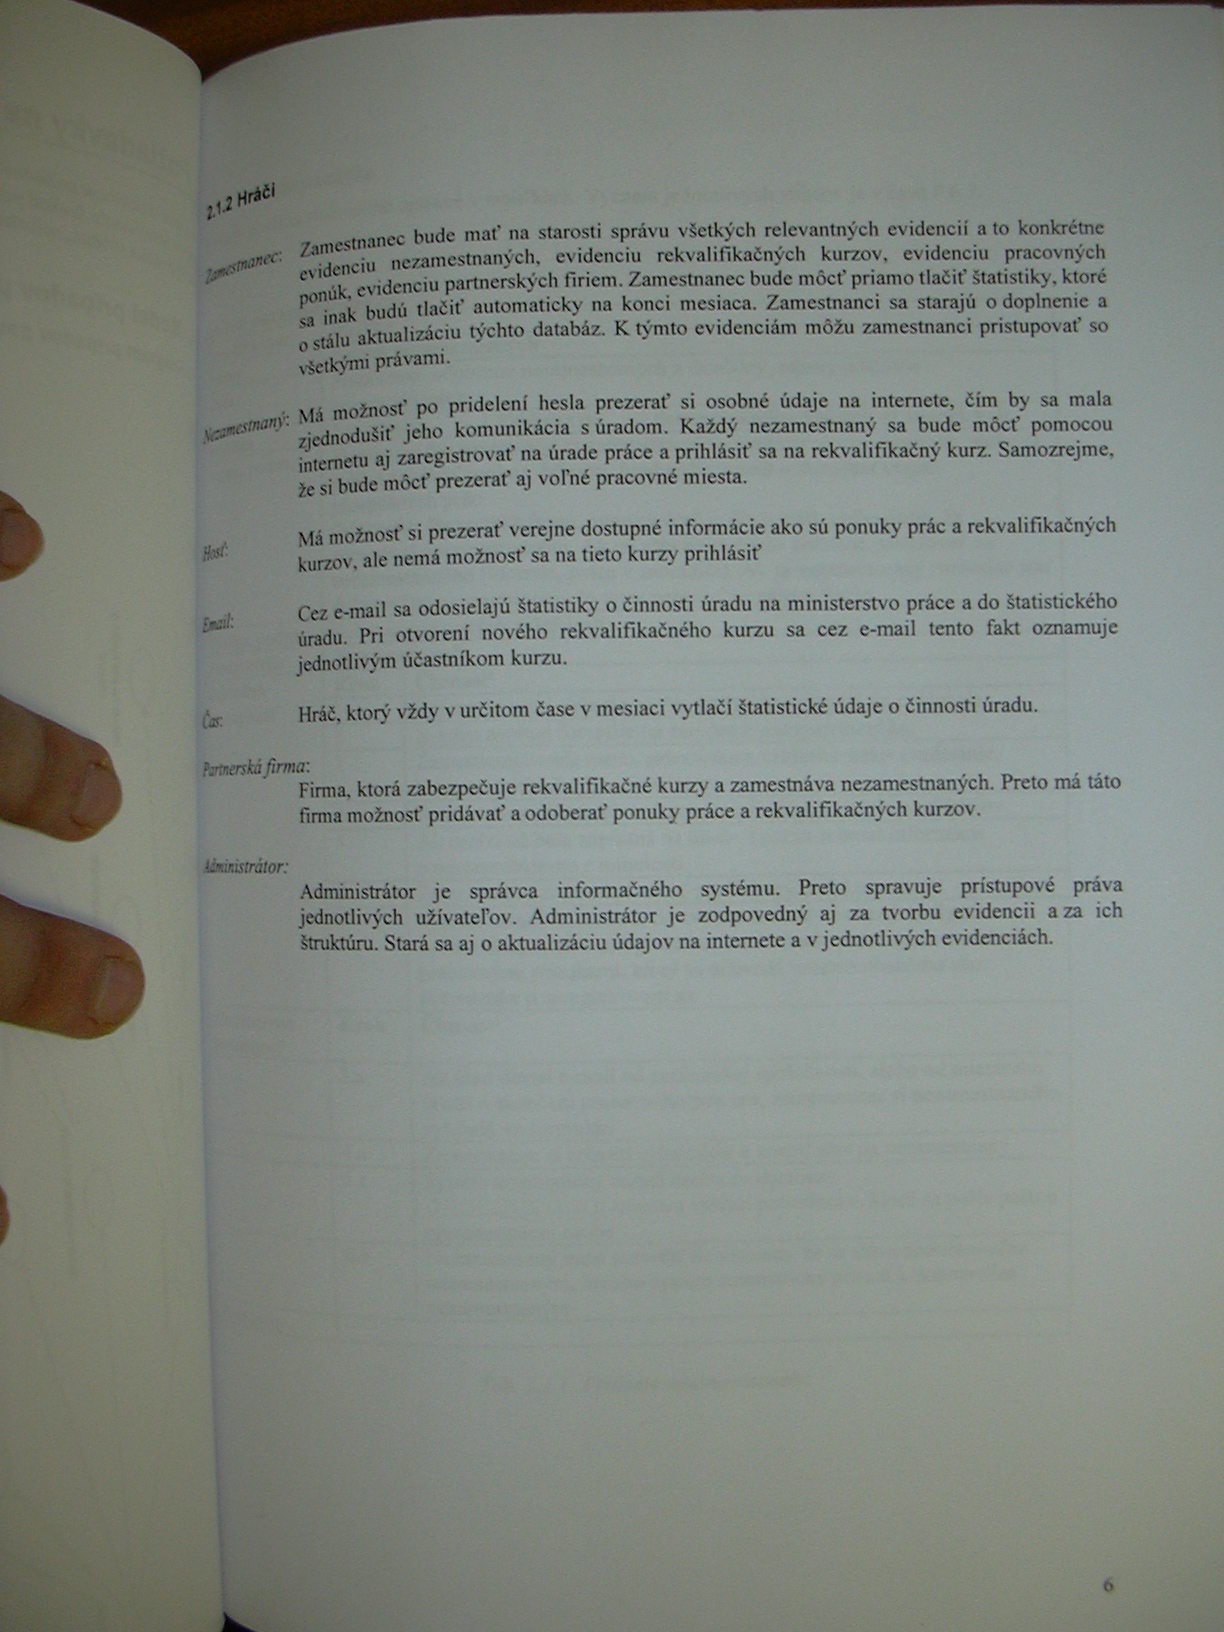 2.1.2 Hráči
Zamestnanec: Zamestnanec bude mať na starosti správu všetkých relevantných evidencií a to konkrétne
evidenciu nezamestnaných, evidenciu rekvalifikačných kurzov, evidenciu pracovných
ponúk, evidenciu partnerských firiem. Zamestnanec bude môcť priamo tlačiť štatistiky, ktoré
sa inak budú tlačiť automaticky na konci mesiaca. Zamestnanci sa starajú o doplnenie a
o stálu aktualizáciu týchto databáz. K týmto evidenciám môžu zamestnanci pristupovať so
všetkými právami.
Nezamestnaný: Má možnosť po pridelení hesla prezerať si osobné údaje na internete, čím by sa mala
zjednodušiť jeho komunikácia s úradom. Každý nezamestnaný sa bude môcť pomocou
internetu aj zaregistrovať na úrade práce a prihlásiť sa na rekvalifikačný kurz. Samozrejme,
že si bude môcť prezerať aj voľné pracovné miesta.
Hosť: Má možnosť si prezerať verejne dostupné informácie ako sú ponuky prác a rekvalifikačných
kurzov, ale nemá možnosť sa na tieto kurzy prihlásiť
Email: Cez e-mail sa odosielajú štatistiky o činnosti úradu na ministerstvo práce a do štatistického
úradu. Pri otvorení nového rekvalifikačného kurzu sa cez e-mail tento fakt oznamuje
jednotlivým účastníkom kurzu.
Čas: Hráč, ktorý vždy v určitom čase v mesiaci vytlačí štatistické údaje o činnosti úradu.
Partnerská firma:
Firma, ktorá zabezpečuje rekvalifikačné kurzy a zamestnáva nezamestnaných. Preto má táto
firma možnosť pridávať a odoberať ponuky práce a rekvalifikačných kurzov.
Administrátor:
Administrátor je správca informačného systému. Preto spravuje prístupové práva
jednotlivých užívateľov. Administrátor je zodpovedný aj za tvorbu evidencii a za ich
štruktúru. Stará sa aj o aktualizáciu údajov na internete a v jednotlivých evidenciách.
6